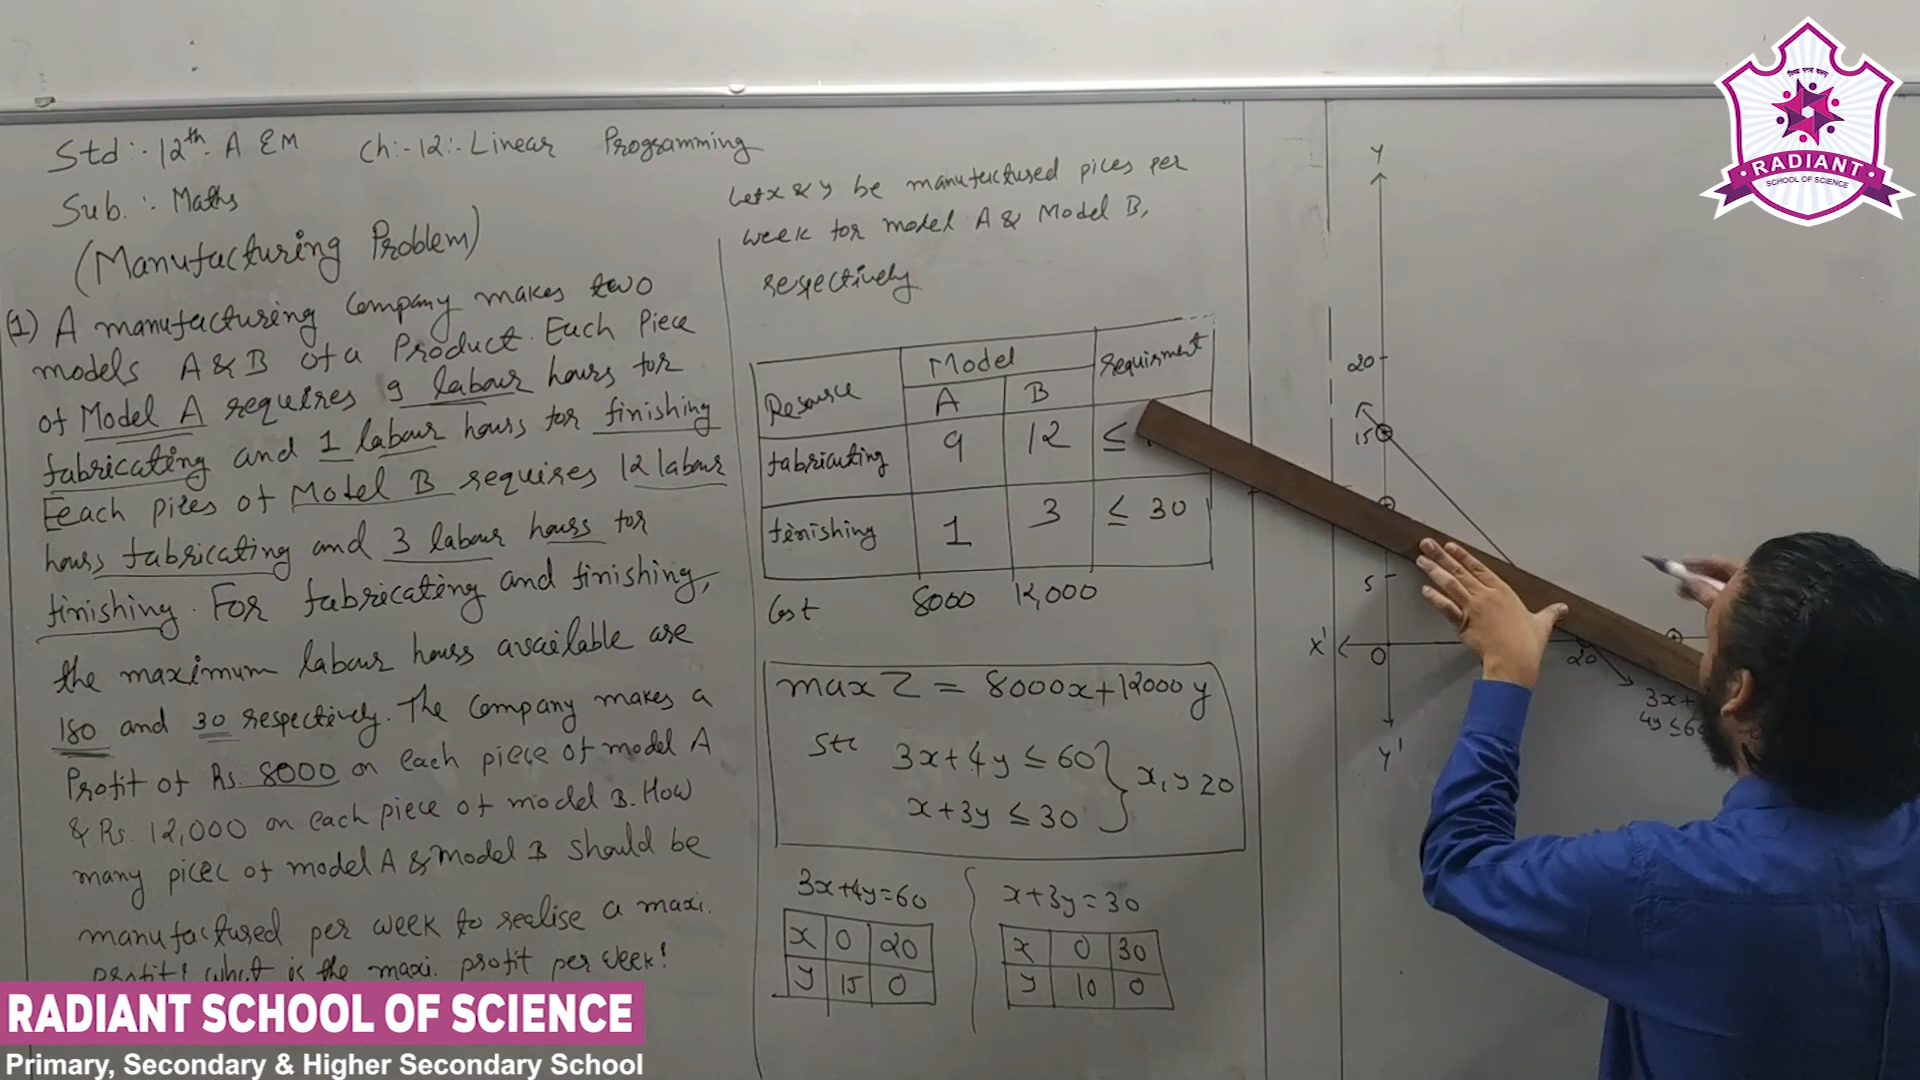 Std :- 12th A EM Ch:- 12:- Linear Programming
Sub. :- Maths
(Manufacturing Problem)
(1) A manufacturing Company makes two
models A & B of a Product. Each Piece
of Model A requires 9 labour hours for
fabricating and 1 labour hours for finishing
Eeach pices of Model B requires 12 labour
hours fabricating and 3 labour hours for
finishing. For fabricating and finishing,
the maximum labour hours available are
180 and 30 respectively. The Company makes a
Profit of Rs. 8000 on each piece of model A
& Rs. 12,000 on each piece of model B. How
many picec of model A & model B should be
manufactured per week to realise a maxi.
profit? what is the maxi. profit per week?
Let x & y be manufactured pices per
week for model A & Model B,
respectively
Resource Model requirment
A B
fabricating 9 12 ≤
finishing 1 3 ≤ 30
Cost 8000 12,000
max Z = 8000x+12000y
Stc 3x+4y ≤ 60
x+3y ≤ 30
x, y ≥ 0
3x+4y=60
x 0 20
y 15 0
x+3y=30
x 0 30
y 10 0
Y
20
15
5
X' O 20
3x+
4y≤60
Y'
RADIANT
SCHOOL OF SCIENCE
RADIANT SCHOOL OF SCIENCE
Primary, Secondary & Higher Secondary School